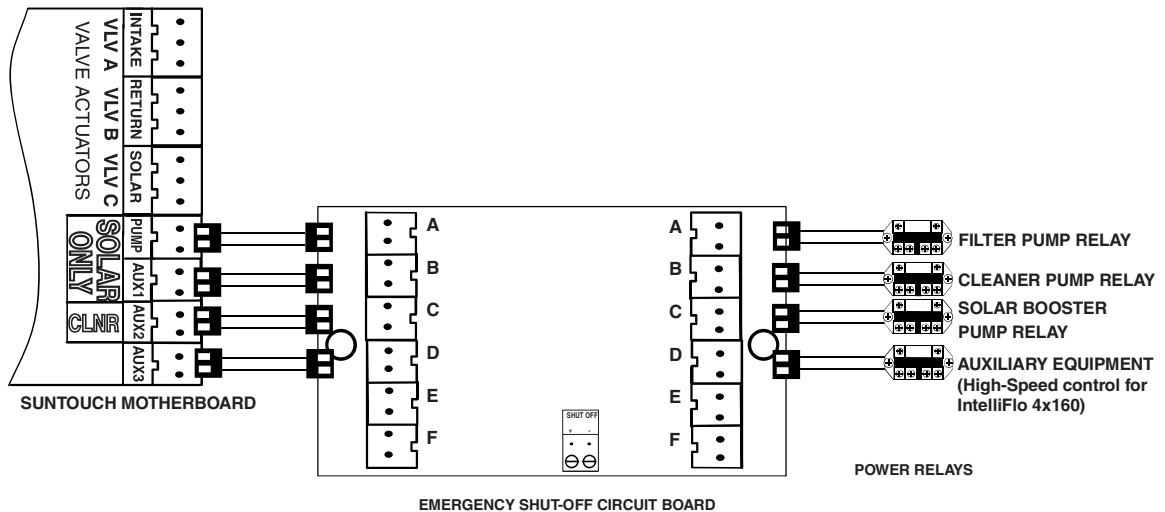 VLV A VLV B VLV C
VALVE ACTUATORS
INTAKE
RETURN
SOLAR
PUMP
AUX1
AUX2
AUX3
SOLAR
ONLY
CLNR
SUNTOUCH MOTHERBOARD
A
B
C
D
E
F
SHUT OFF
+ -
A
B
C
D
E
F
EMERGENCY SHUT-OFF CIRCUIT BOARD
FILTER PUMP RELAY
CLEANER PUMP RELAY
SOLAR BOOSTER
PUMP RELAY
AUXILIARY EQUIPMENT
(High-Speed control for
IntelliFlo 4x160)
POWER RELAYS